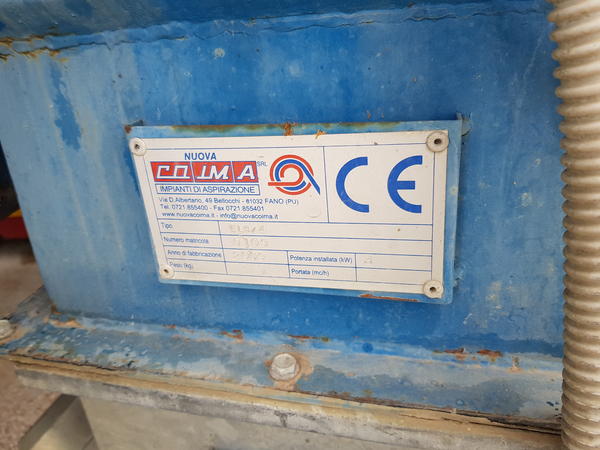 NUOVA
COIMA SRL
IMPIANTI DI ASPIRAZIONE
Via D.Albertario, 49 Bellocchi - 61032 FANO (PU)
Tel. 0721.855400 - Fax 0721.855401
www.nuovacoima.it - info@nuovacoima.it
CE
Tipo
Numero matricola
Anno di fabbricazione
Potenza installata (kW)
Peso (kg)
Portata (mc/h)